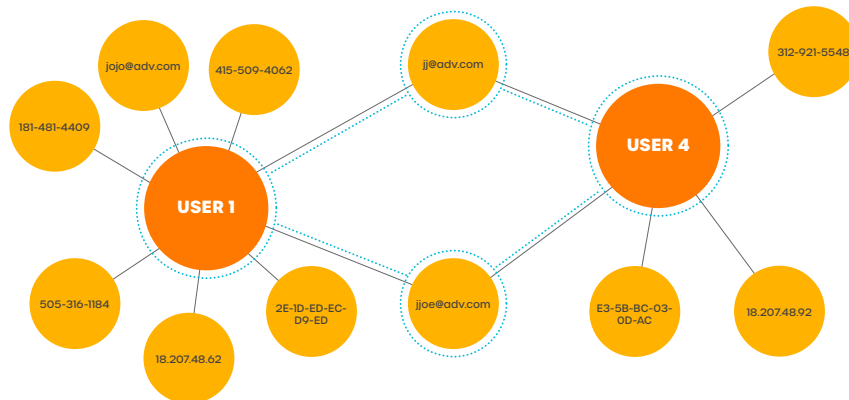 312-921-5548
jojo@adv.com
415-509-4062
jj@adv.com
181-481-4409
USER 4
USER 1
505-316-1184
2E-1D-ED-EC-
D9-ED
jjoe@adv.com
E3-5B-BC-03-
0D-AC
18.207.48.92
18.207.48.62